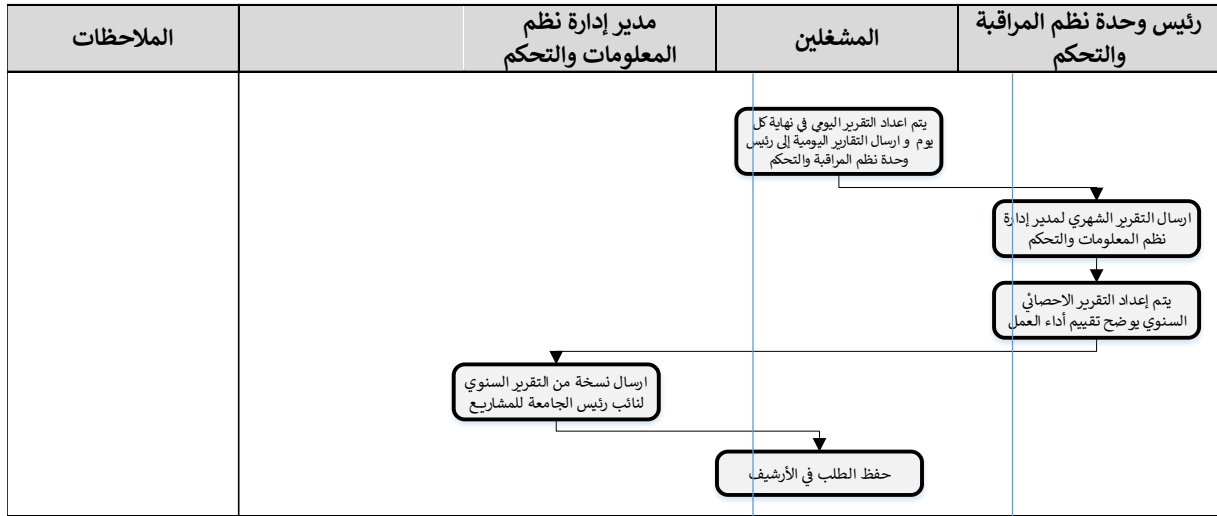 رئيس وحدة نظم المراقبة
والتحكم
المشغلين
مدير إدارة نظم
المعلومات والتحكم
الملاحظات
يتم اعداد التقرير اليومي في نهاية كل
يوم و ارسال التقارير اليومية إلى رئيس
وحدة نظم المراقبة والتحكم
ارسال التقرير الشهري لمدير إدارة
نظم المعلومات والتحكم
يتم إعداد التقرير الاحصائي
السنوي يوضح تقييم أداء العمل
ارسال نسخة من التقرير السنوي
لنائب رئيس الجامعة للمشاريع
حفظ الطلب في الأرشيف